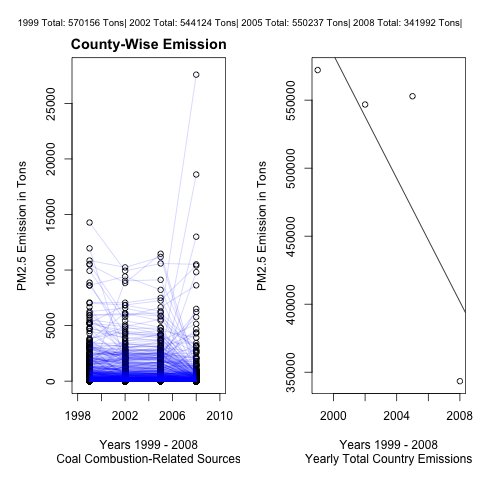 1999 Total: 570156 Tons| 2002 Total: 544124 Tons| 2005 Total: 550237 Tons| 2008 Total: 341992 Tons|
County-Wise Emission
PM2.5 Emission in Tons
0
5000
10000
15000
20000
25000
1998 2002 2006 2010
Years 1999 - 2008
Coal Combustion-Related Sources
PM2.5 Emission in Tons
350000
400000
450000
500000
550000
2000 2004 2008
Years 1999 - 2008
Yearly Total Country Emissions